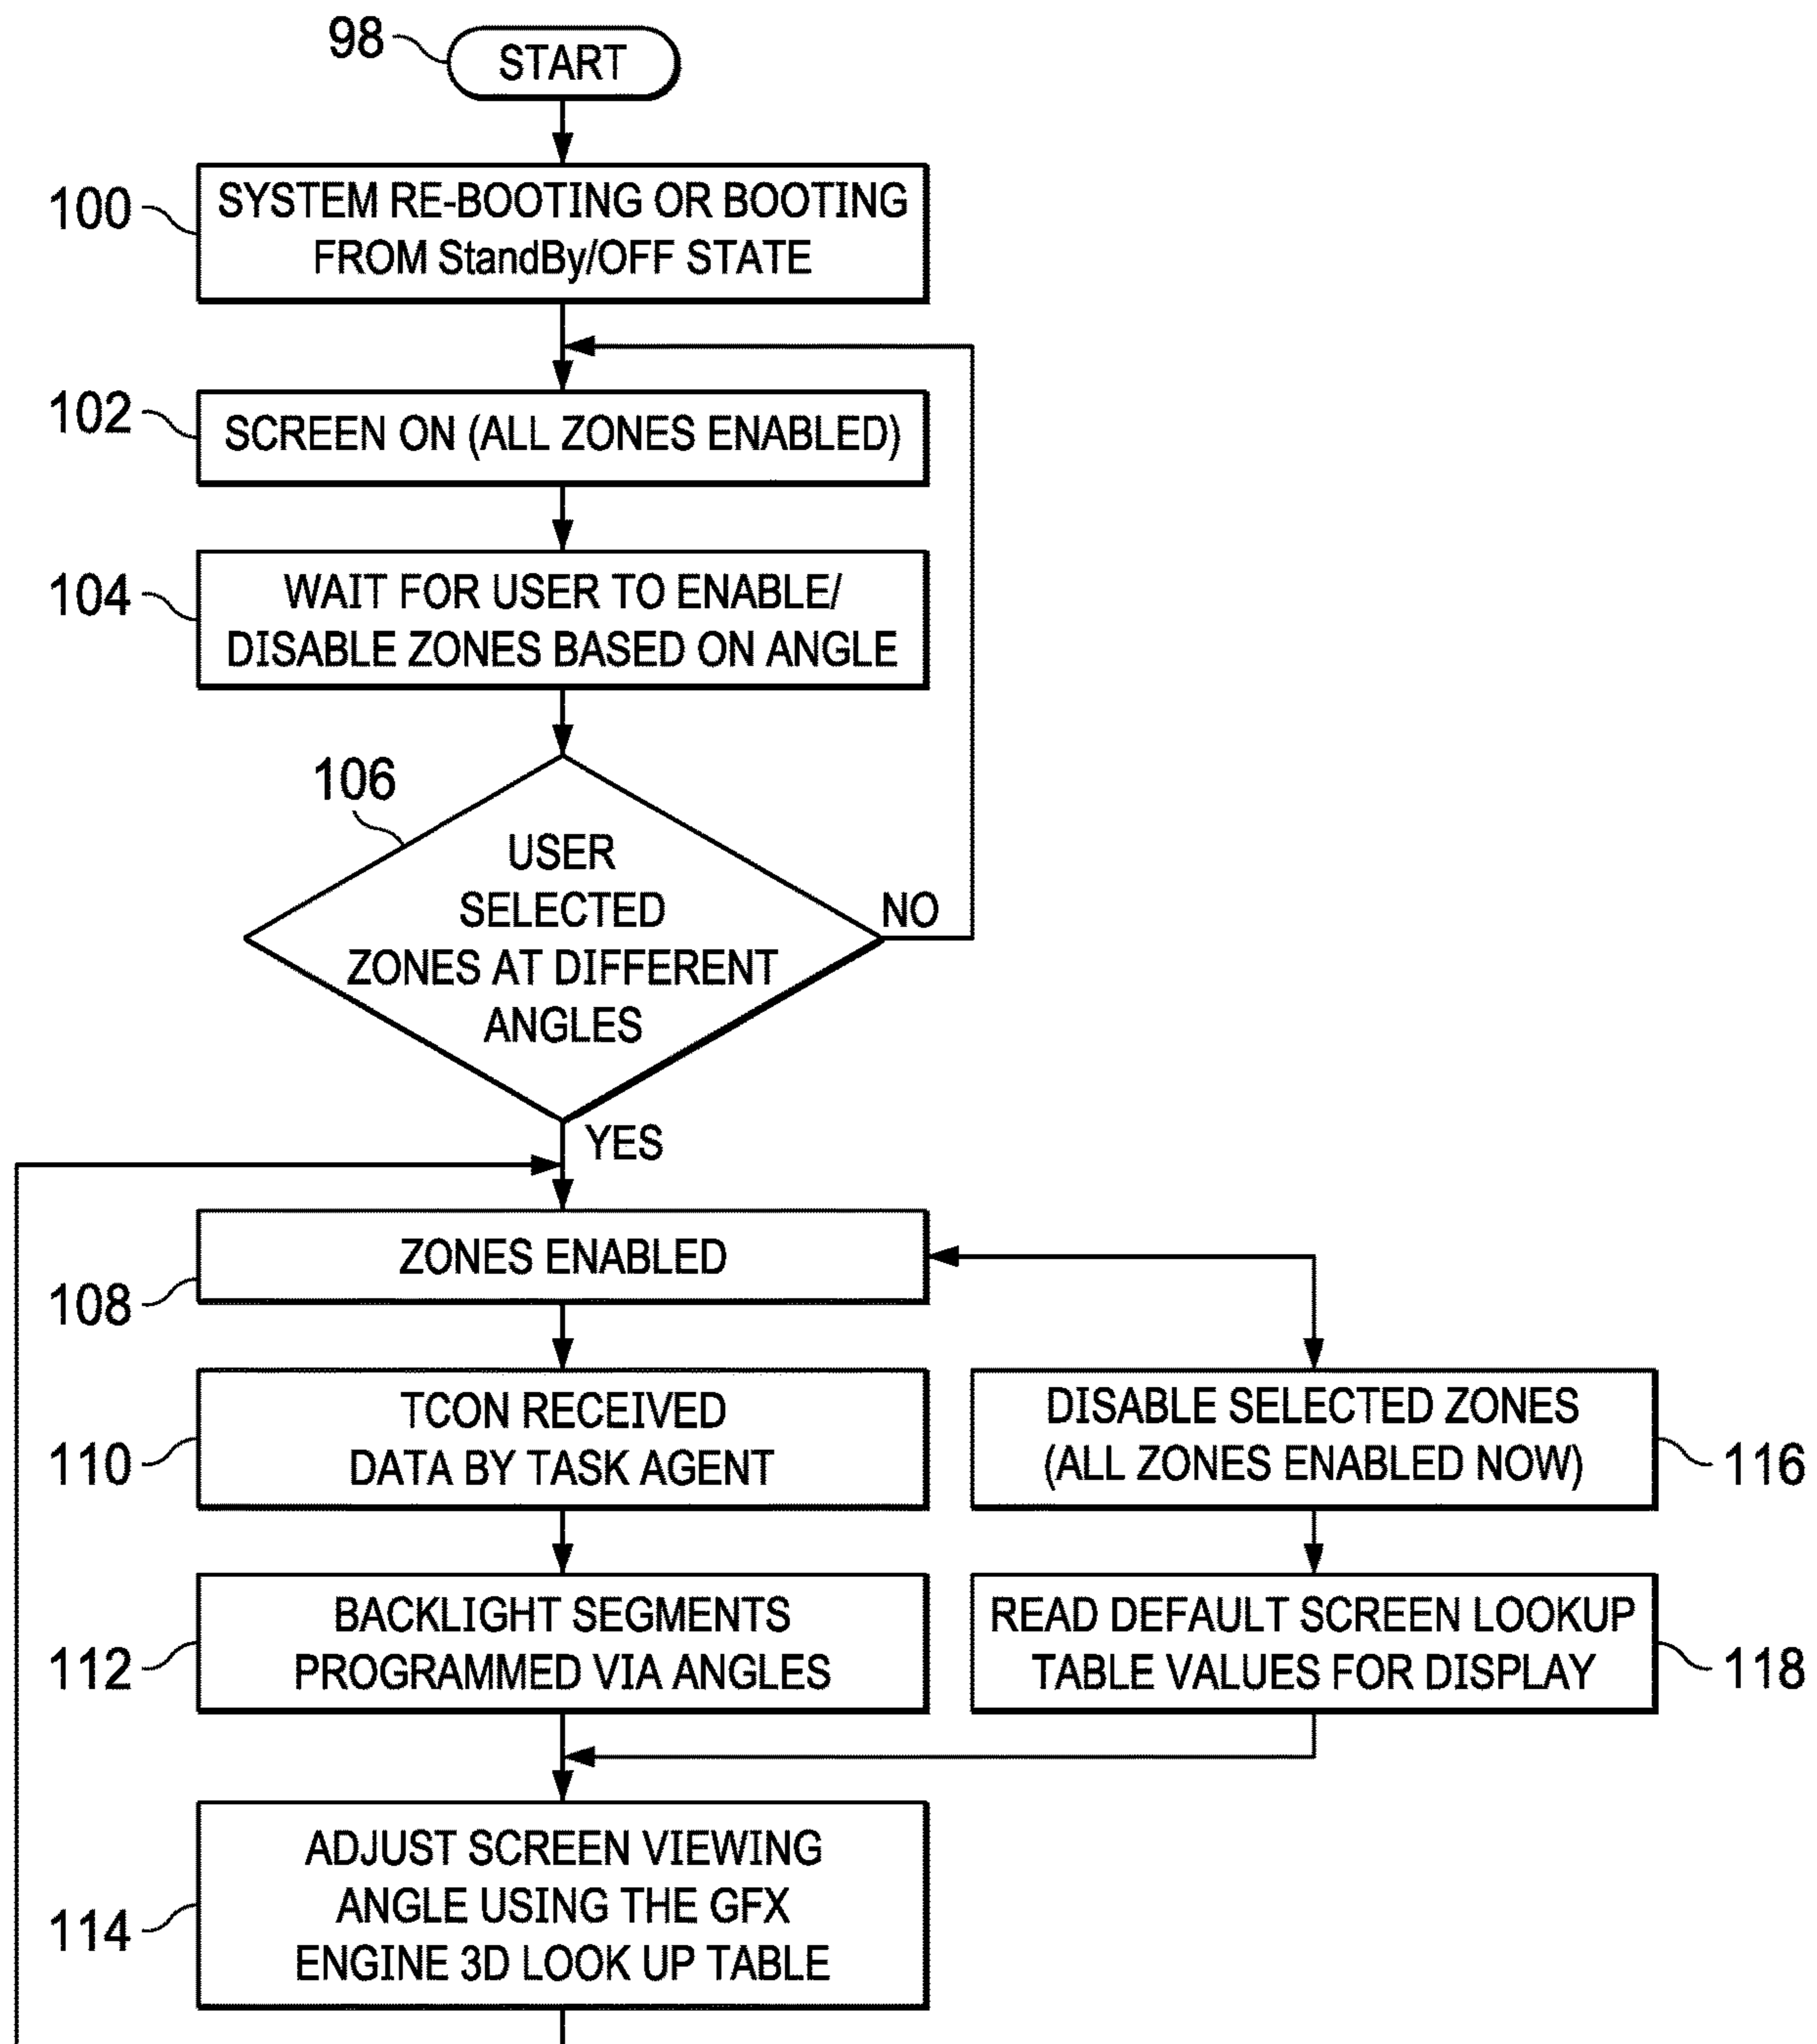 98
START
100
SYSTEM RE-BOOTING OR BOOTING
FROM StandBy/OFF STATE
102
SCREEN ON (ALL ZONES ENABLED)
104
WAIT FOR USER TO ENABLE/
DISABLE ZONES BASED ON ANGLE
106
USER
SELECTED
ZONES AT DIFFERENT
ANGLES
NO
YES
108
ZONES ENABLED
110
TCON RECEIVED
DATA BY TASK AGENT
DISABLE SELECTED ZONES
(ALL ZONES ENABLED NOW)
116
112
BACKLIGHT SEGMENTS
PROGRAMMED VIA ANGLES
READ DEFAULT SCREEN LOOKUP
TABLE VALUES FOR DISPLAY
118
114
ADJUST SCREEN VIEWING
ANGLE USING THE GFX
ENGINE 3D LOOK UP TABLE